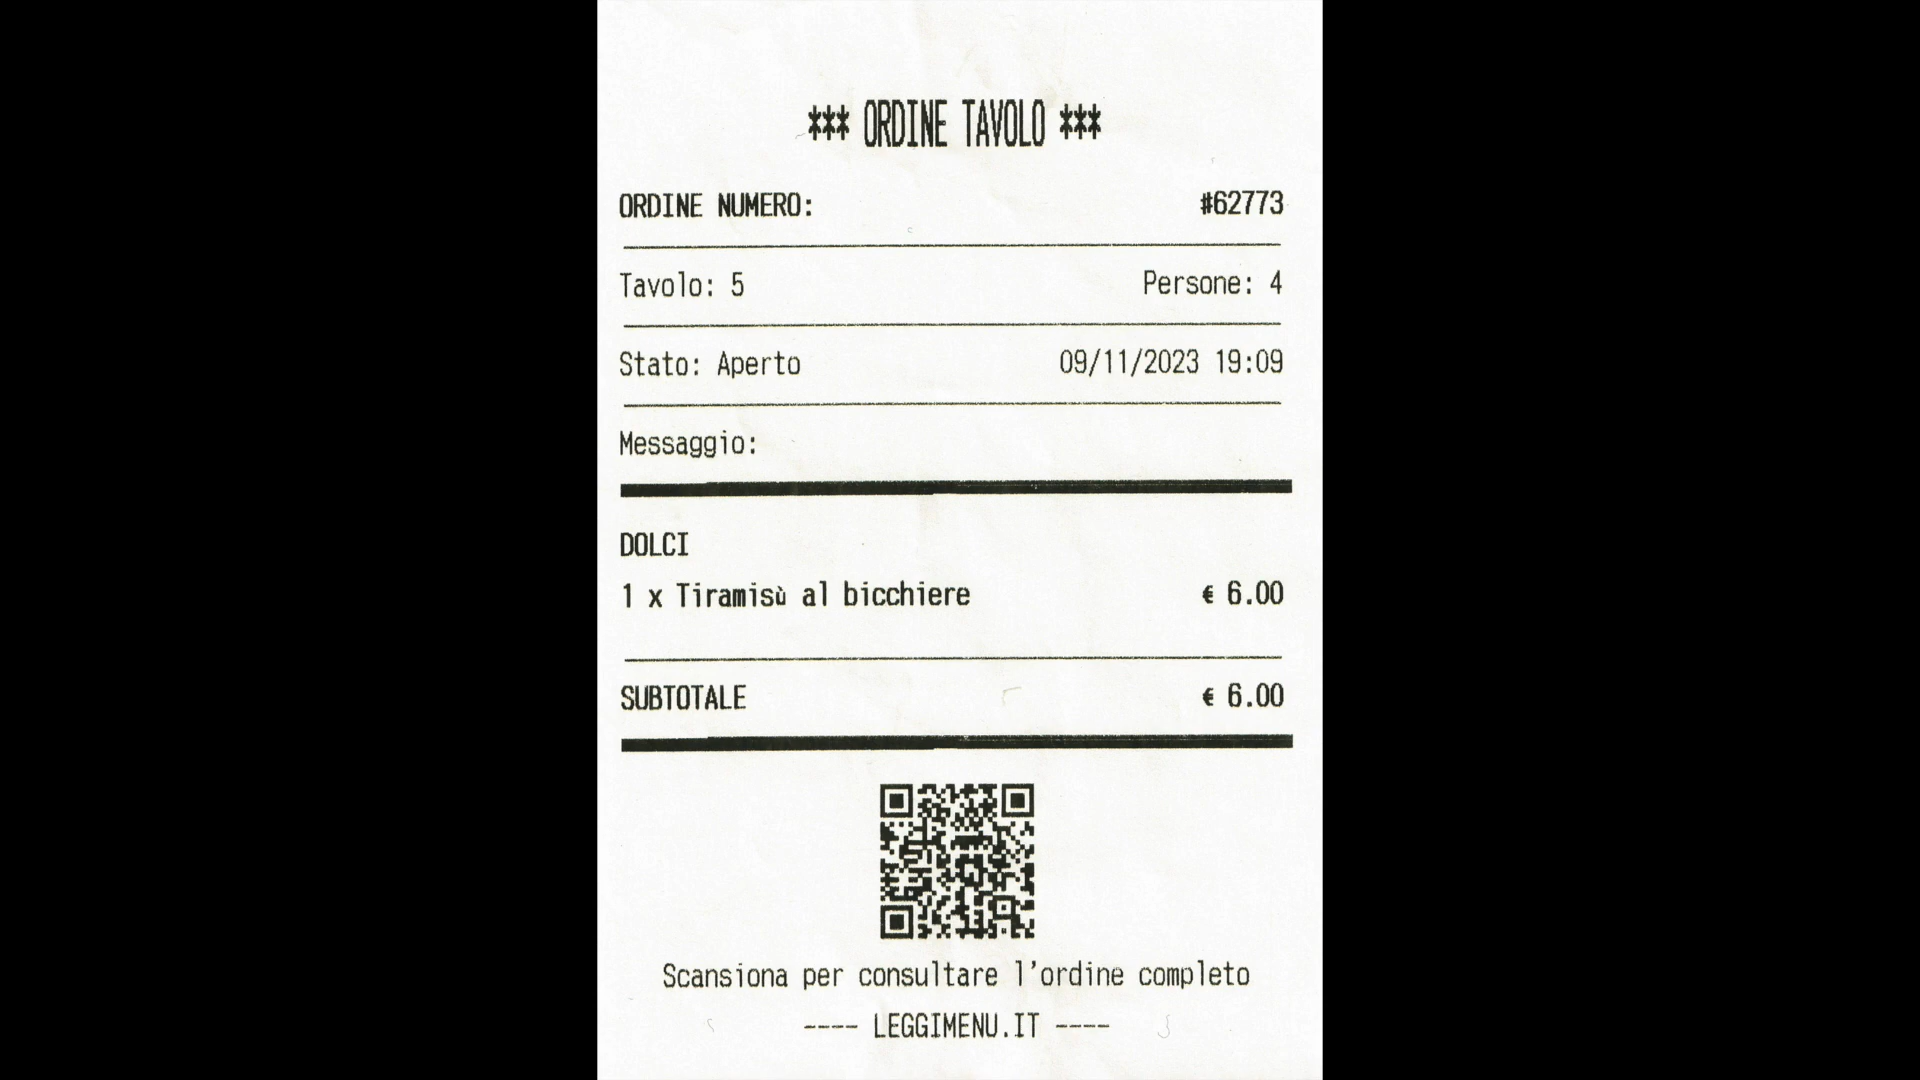 *** ORDINE TAVOLO ***
ORDINE NUMERO: #62773
Tavolo: 5 Persone: 4
Stato: Aperto 09/11/2023 19:09
Messaggio:
DOLCI
1 x Tiramisù al bicchiere € 6.00
SUBTOTALE € 6.00
Scansiona per consultare l'ordine completo
---- LEGGIMENU.IT ----